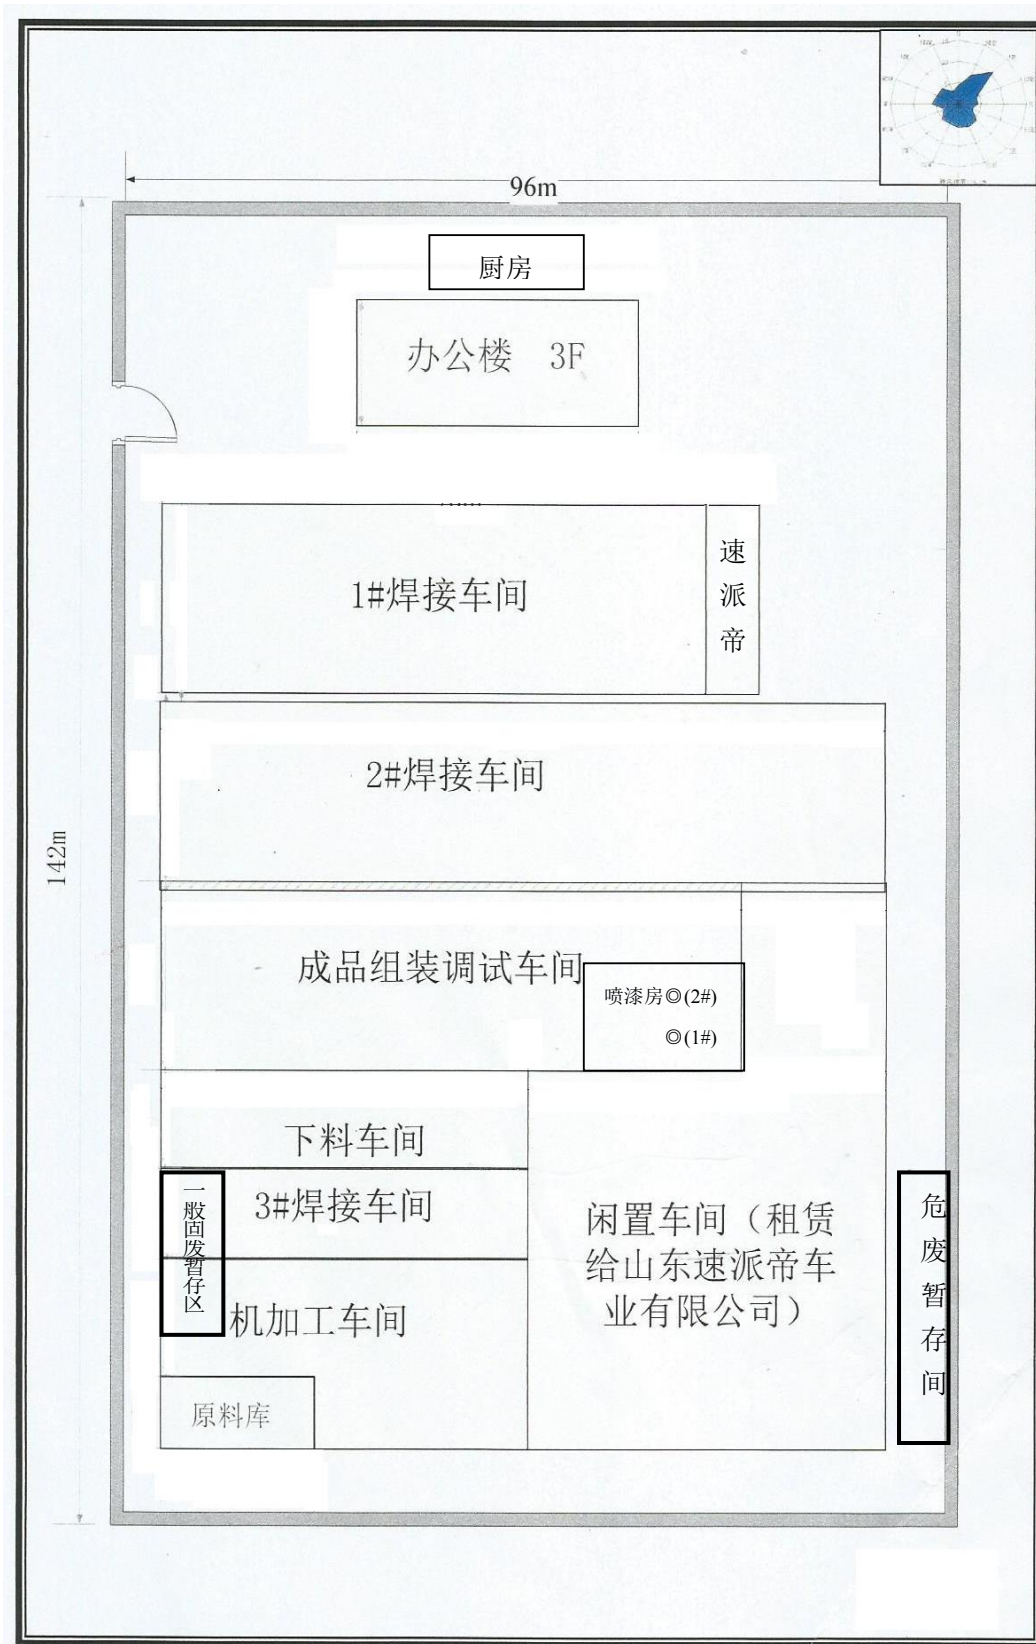 96m
厨房
办公楼 3F
1#焊接车间
速派帝
2#焊接车间
142m
成品组装调试车间
喷漆房◎(2#)
◎(1#)
下料车间
3#焊接车间
一般固发暂存区
机加工车间
原料库
闲置车间（租赁
给山东速派帝车
业有限公司）
危废暂存间